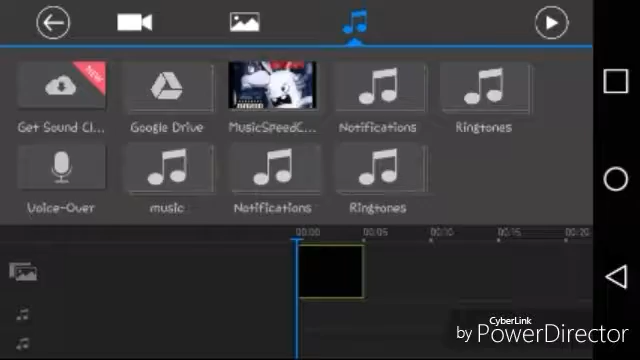 NEW
Get Sound Cl...
Google Drive
MusicSpeedC...
Notifications
Ringtones
Voice-Over
music
Notifications
Ringtones
00:00
00:05
00:10
00:15
00:20
CyberLink
by PowerDirector